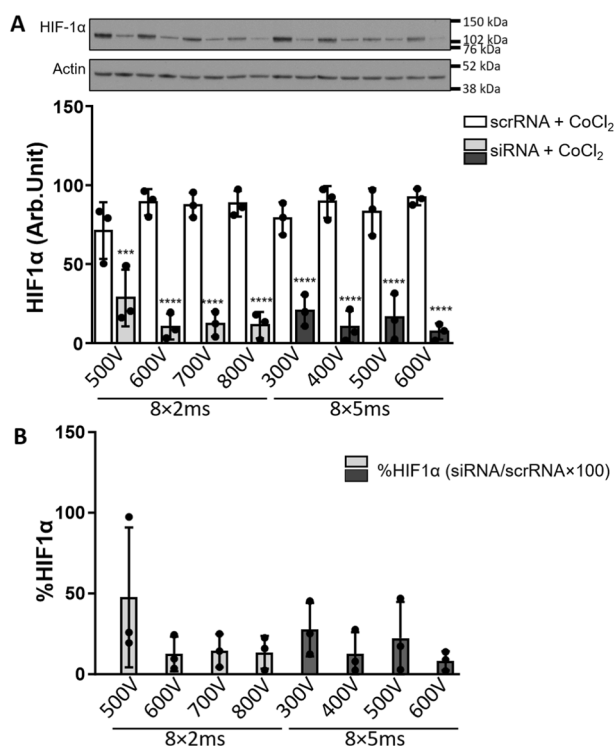 A
HIF-1α
150 kDa
102 kDa
76 kDa
Actin
52 kDa
38 kDa
scrRNA + CoCl₂
siRNA + CoCl₂
HIF1α (Arb.Unit)
150
100
50
0
*** **** **** **** **** **** **** ****
500V 600V 700V 800V 300V 400V 500V 600V
8×2ms 8×5ms
B
%HIF1α (siRNA/scrRNA×100)
%HIF1α
150
100
50
0
500V 600V 700V 800V 300V 400V 500V 600V
8×2ms 8×5ms